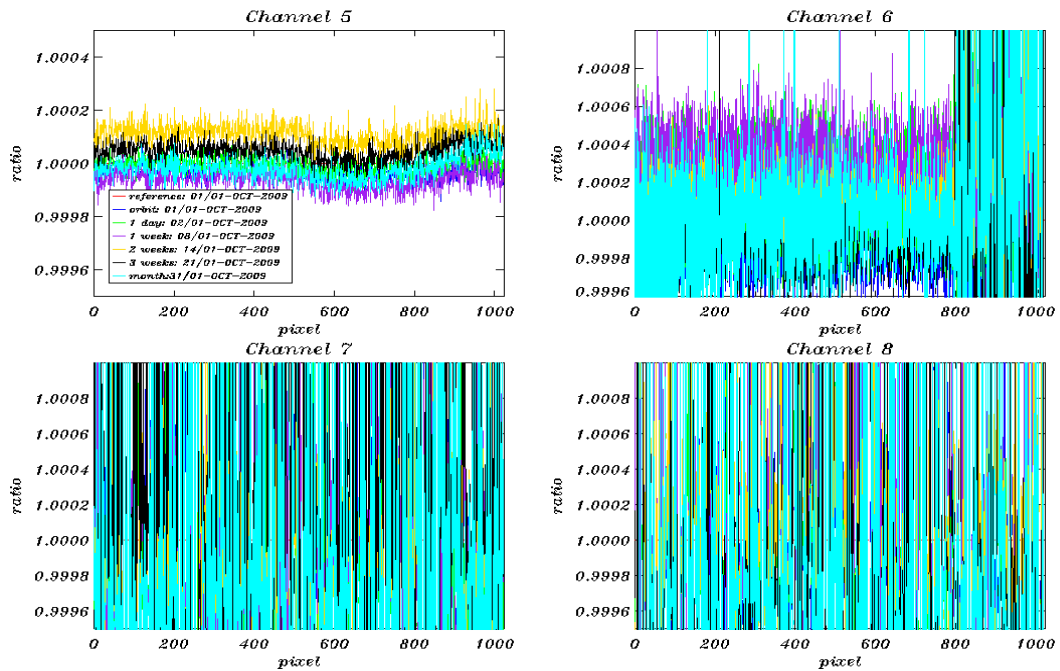 Channel 5
1.0004
1.0002
1.0000
0.9998
0.9996
ratio
reference: 01/01-OCT-2009
orbit: 01/01-OCT-2009
1 day: 02/01-OCT-2009
1 week: 08/01-OCT-2009
2 weeks: 14/01-OCT-2009
3 weeks: 21/01-OCT-2009
month:31/01-OCT-2009
0 200 400 600 800 1000
pixel
Channel 6
1.0008
1.0006
1.0004
1.0002
1.0000
0.9998
0.9996
ratio
0 200 400 600 800 1000
pixel
Channel 7
1.0008
1.0006
1.0004
1.0002
1.0000
0.9998
0.9996
ratio
0 200 400 600 800 1000
pixel
Channel 8
1.0008
1.0006
1.0004
1.0002
1.0000
0.9998
0.9996
ratio
0 200 400 600 800 1000
pixel